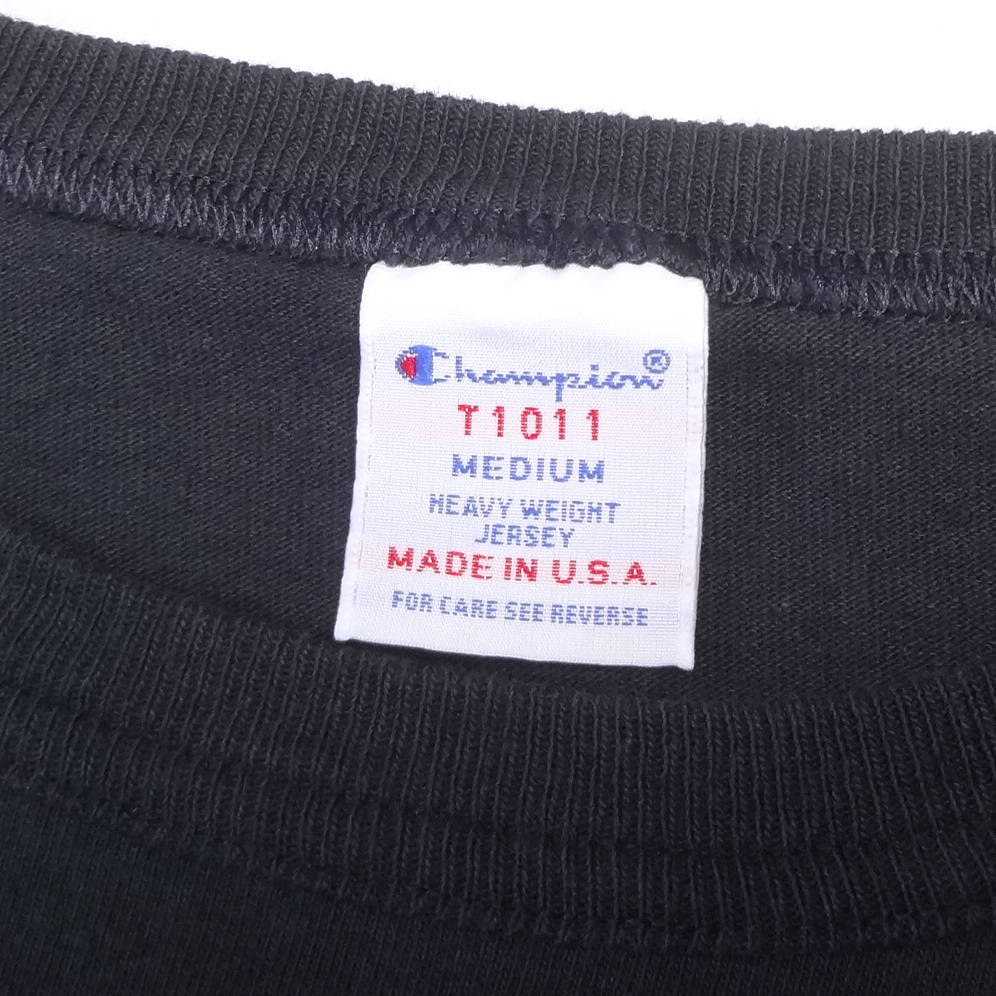 Champion®
T1011
MEDIUM
HEAVY WEIGHT
JERSEY
MADE IN U.S.A.
FOR CARE SEE REVERSE